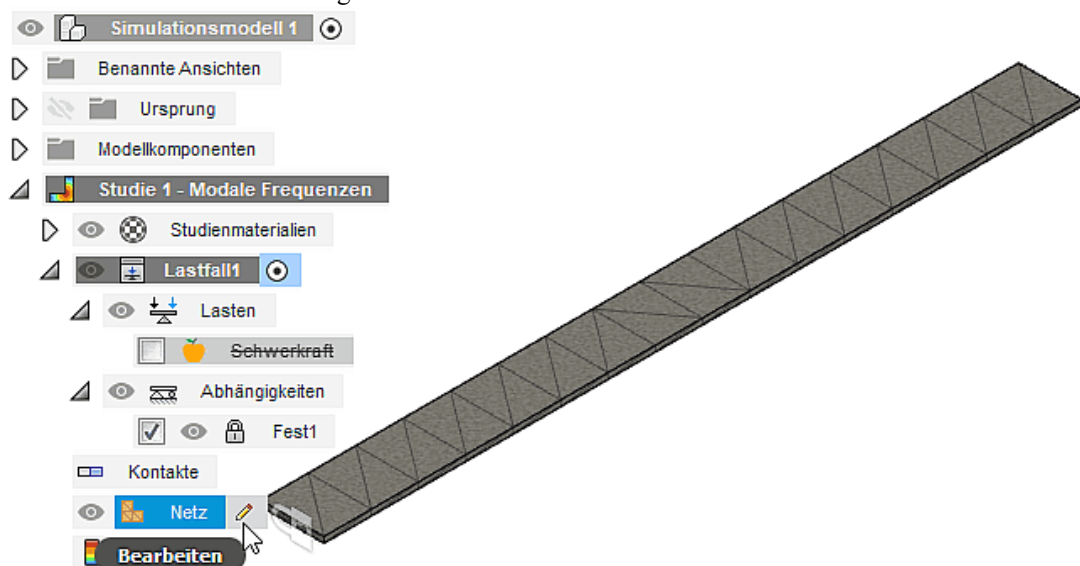 Simulationsmodell 1
Benannte Ansichten
Ursprung
Modellkomponenten
Studie 1 - Modale Frequenzen
Studienmaterialien
Lastfall1
Lasten
Schwerkraft
Abhängigkeiten
Fest1
Kontakte
Netz
Bearbeiten